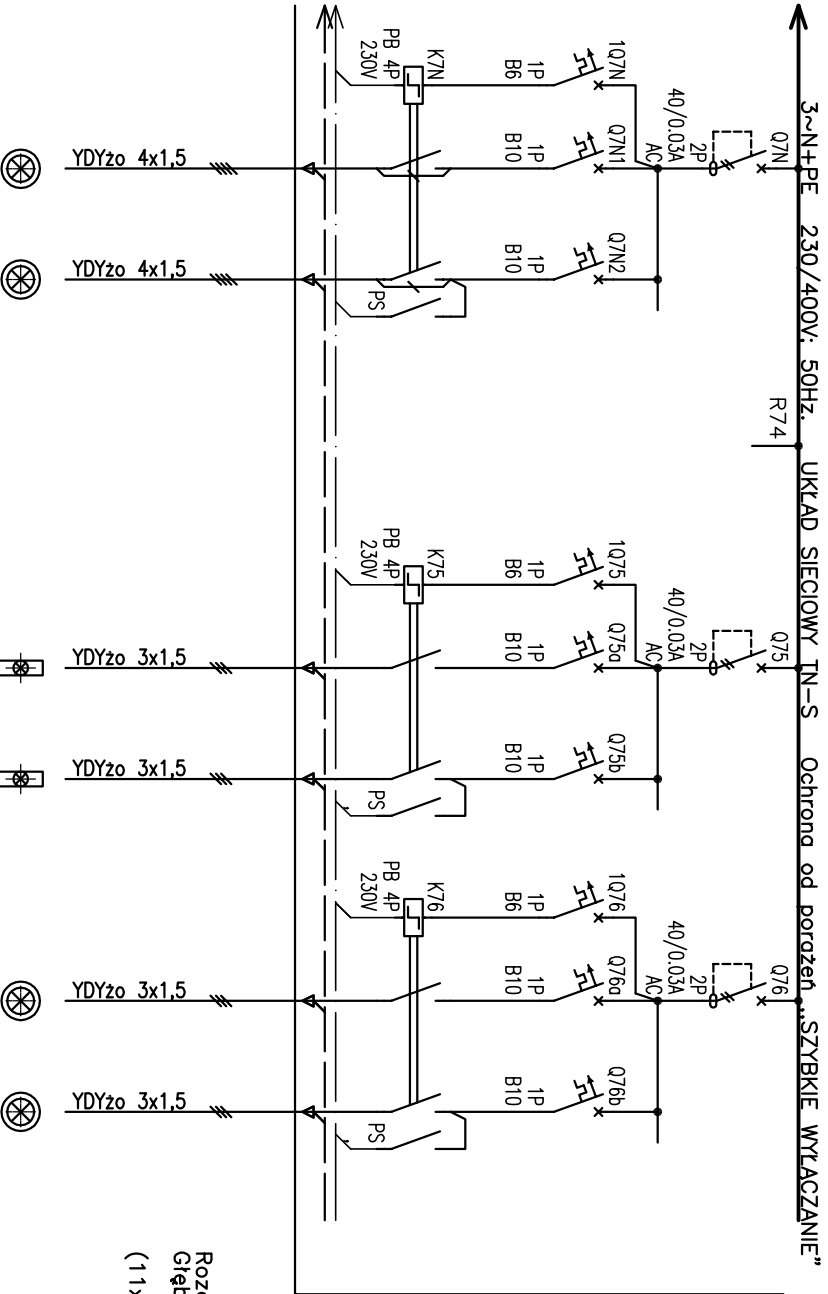 3~N+PE 230/400V; 50Hz. UKŁAD SIECIOWY TN-S Ochrona od porażeń „SZYBKIE WYŁĄCZANIE”
Q7N
2P
40/0.03A
AC
R74
Q75
2P
40/0.03A
AC
Q76
2P
40/0.03A
AC
1Q7N
1P
B6
Q7N1
1P
B10
Q7N2
1P
B10
1Q75
1P
B6
Q75a
1P
B10
Q75b
1P
B10
1Q76
1P
B6
Q76a
1P
B10
Q76b
1P
B10
K7N
PB 4P
230V
PS
K75
PB 4P
230V
PS
K76
PB 4P
230V
PS
YDYżo 4x1,5
YDYżo 4x1,5
YDYżo 3x1,5
YDYżo 3x1,5
YDYżo 3x1,5
YDYżo 3x1,5